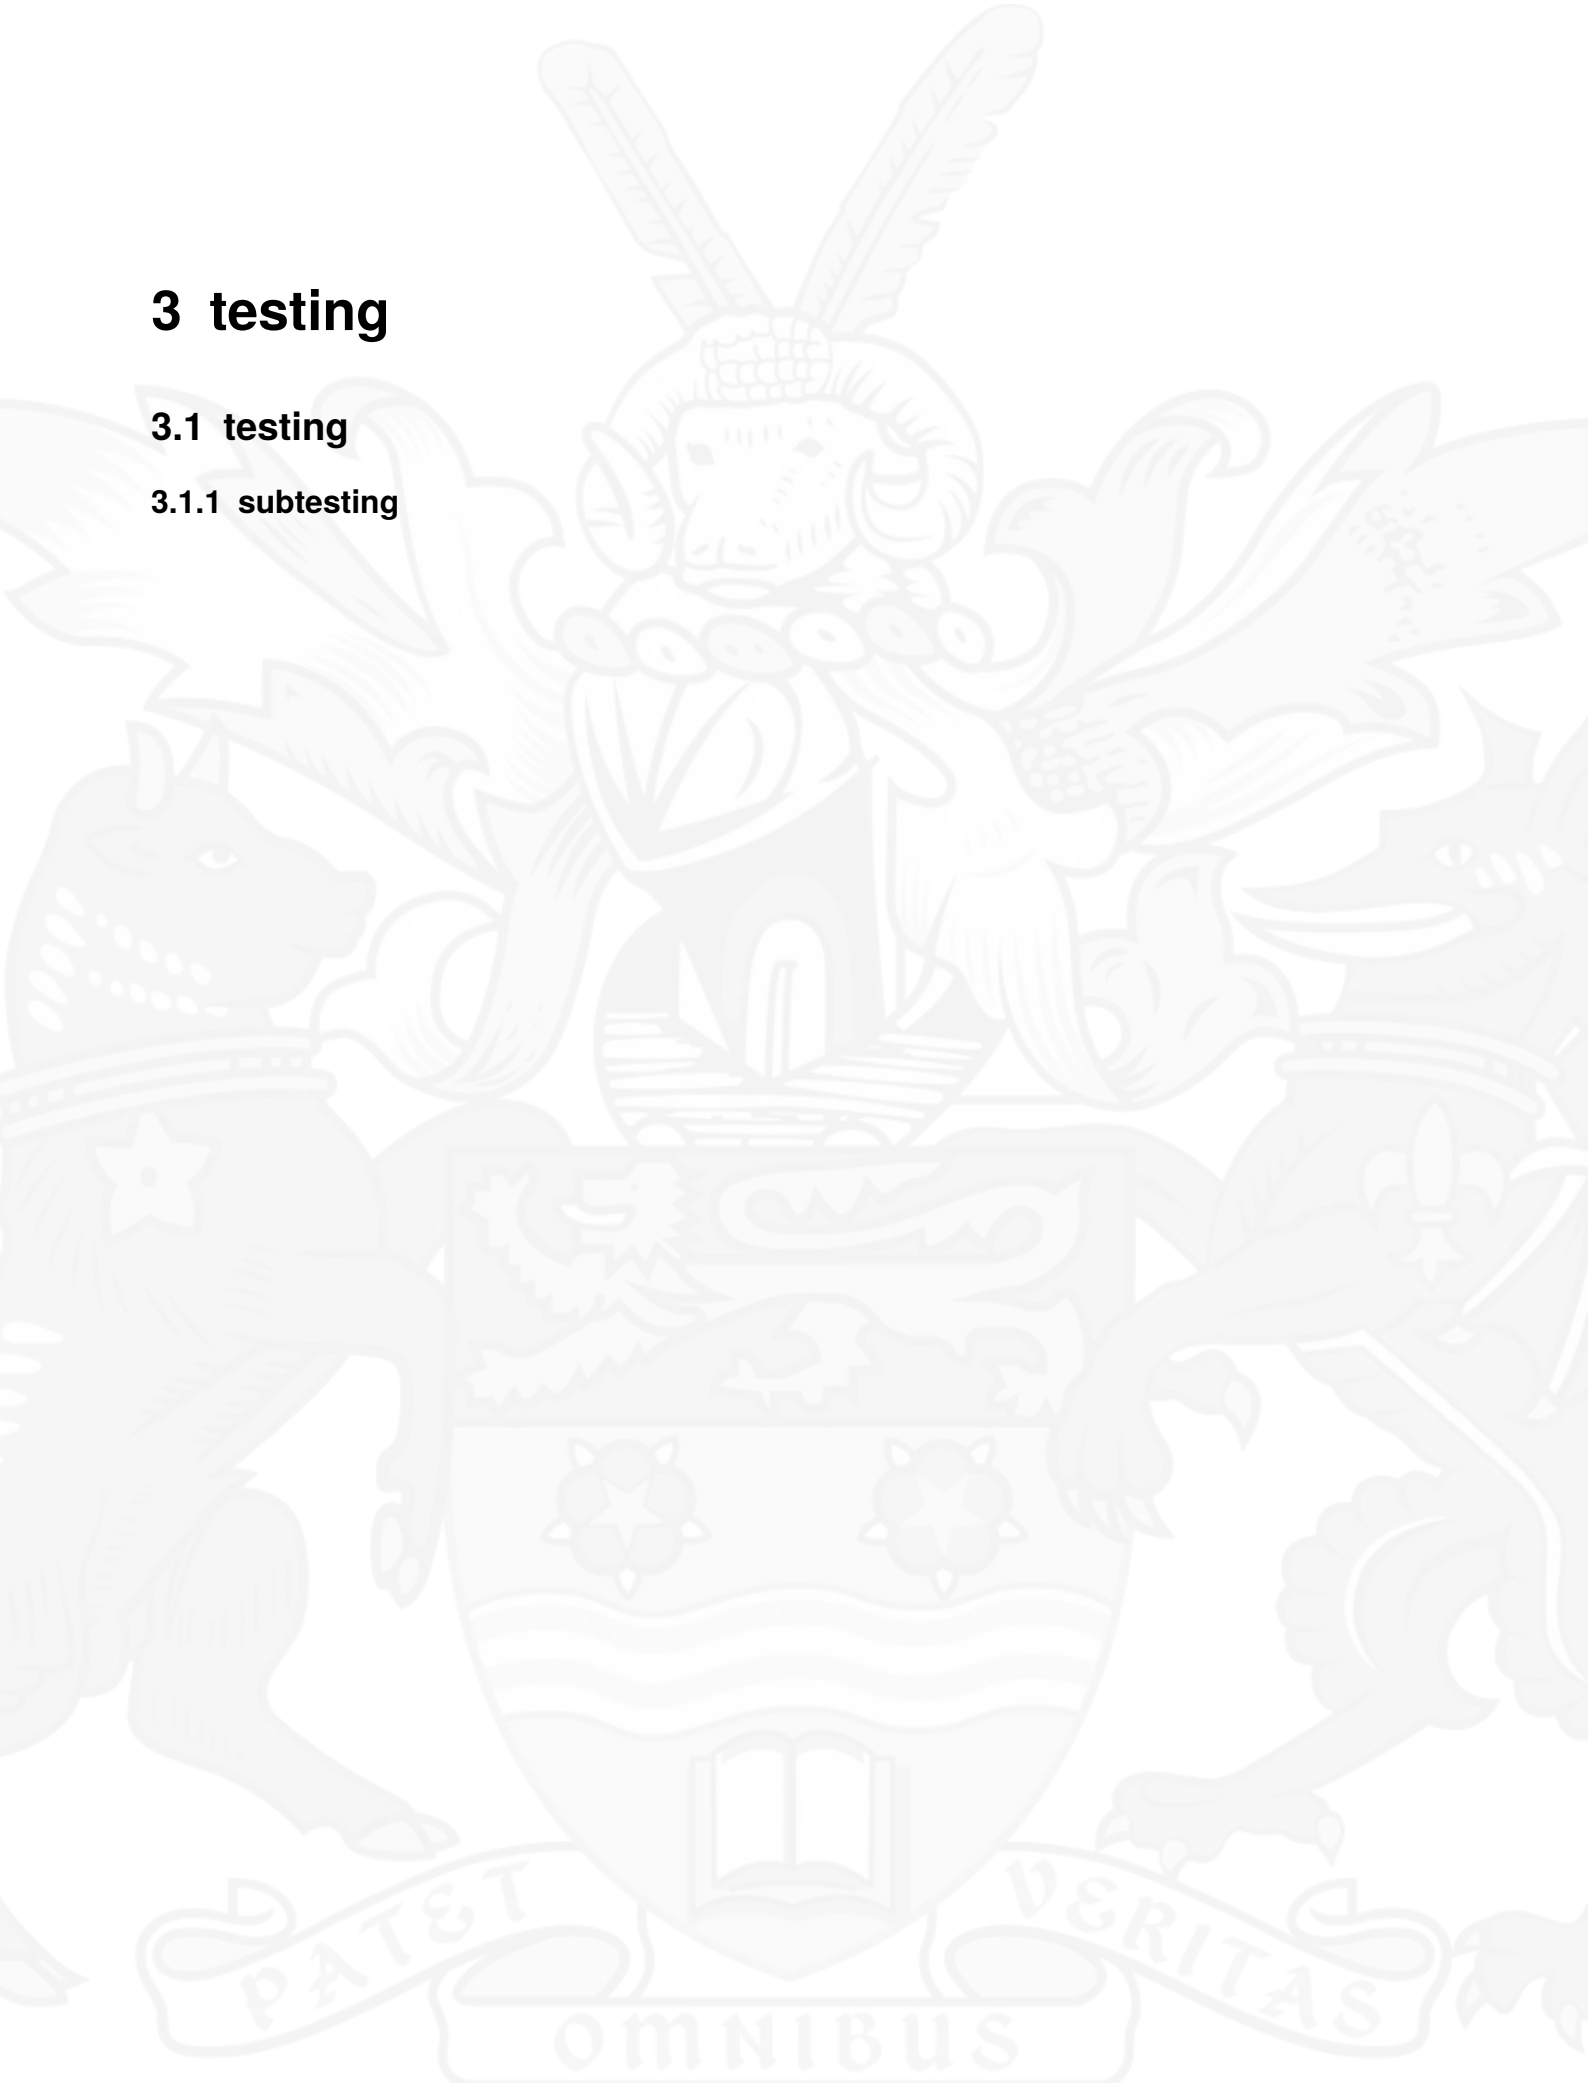 3 testing
3.1 testing
3.1.1 subtesting
PATET
OMNIBUS
VERITAS